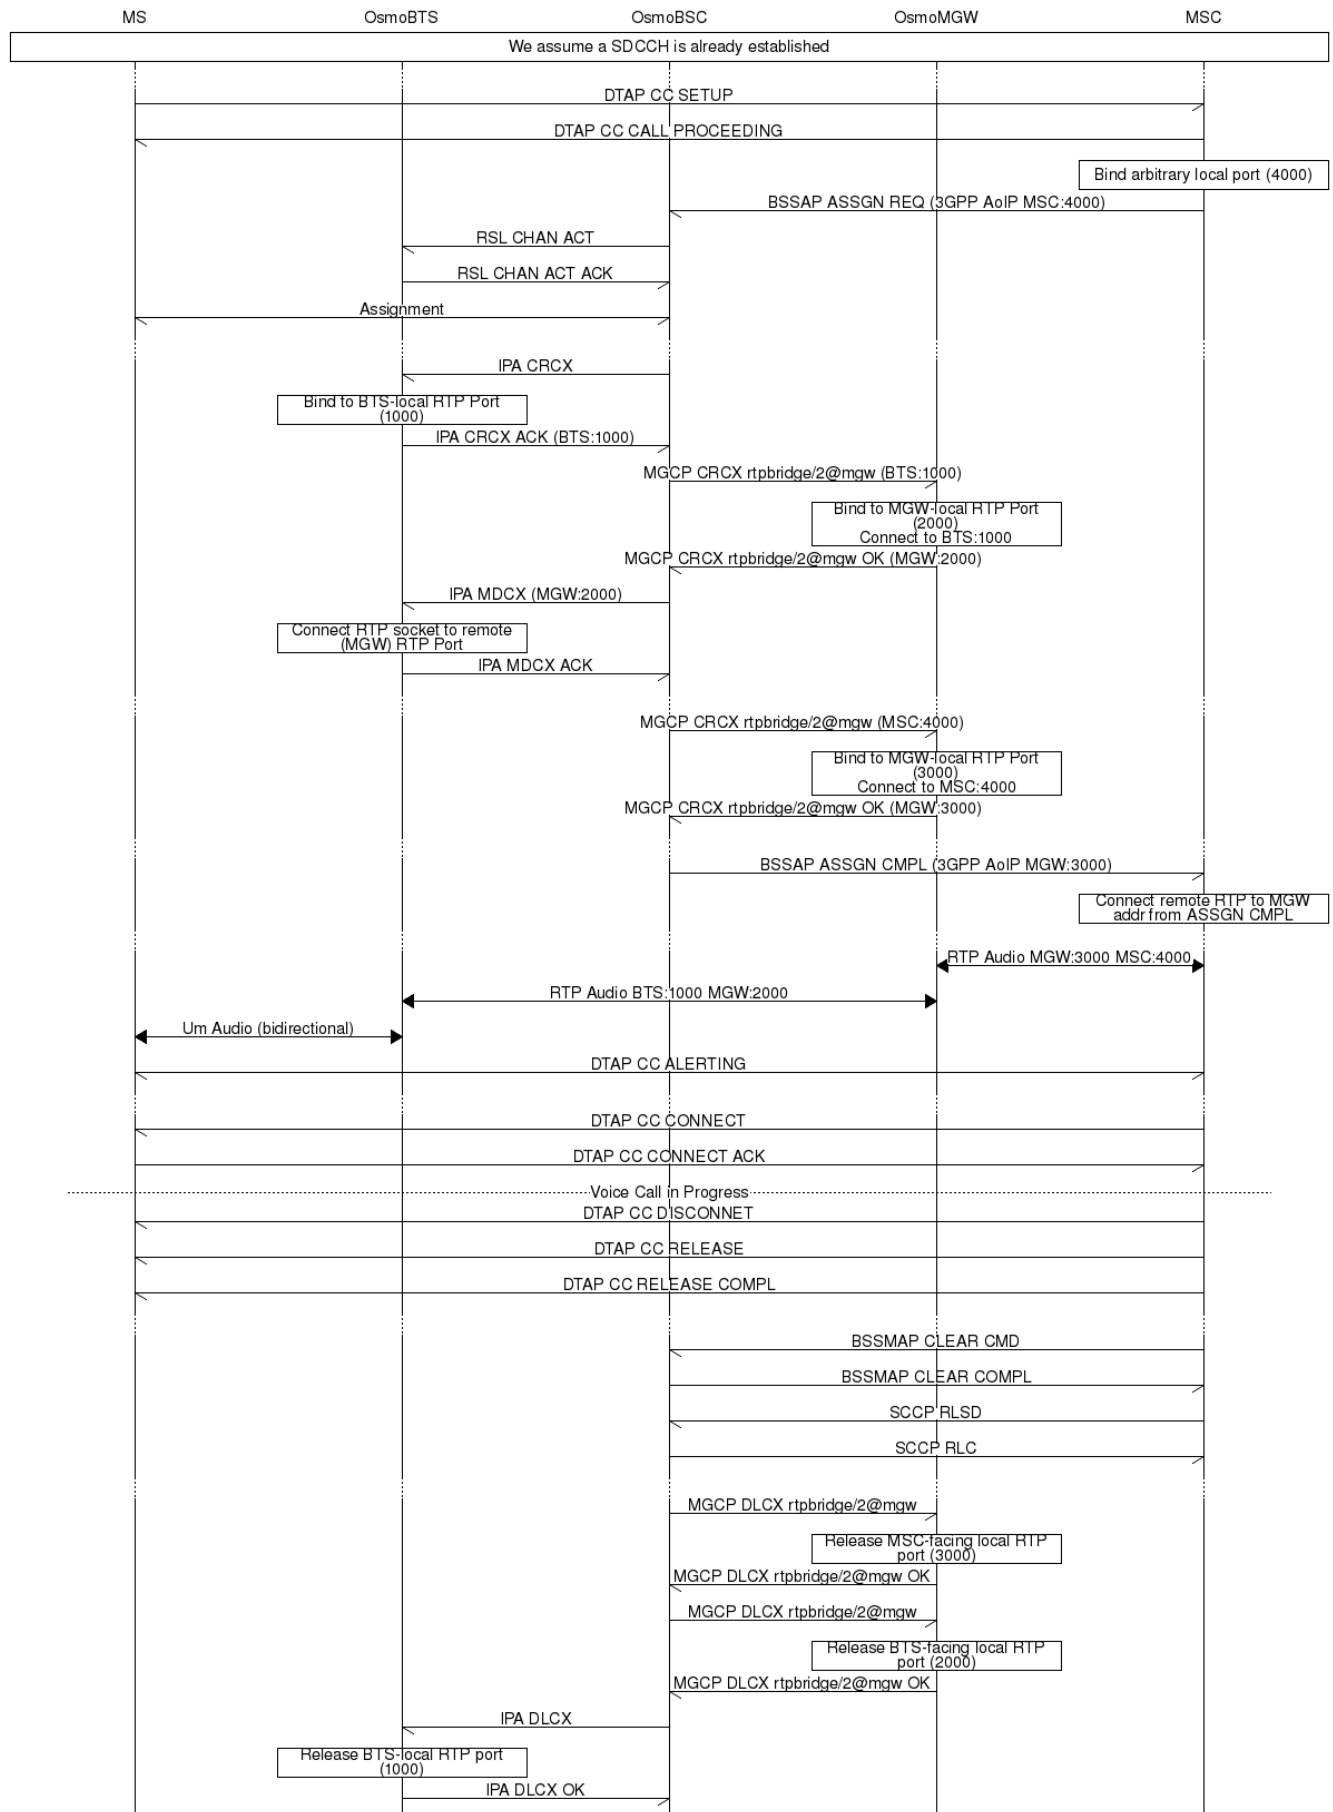 MS OsmoBTS OsmoBSC OsmoMGW MSC
We assume a SDCCH is already established
DTAP CC SETUP
DTAP CC CALL PROCEEDING
Bind arbitrary local port (4000)
BSSAP ASSGN REQ (3GPP AoIP MSC:4000)
RSL CHAN ACT
RSL CHAN ACT ACK
Assignment
IPA CRCX
Bind to BTS-local RTP Port
(1000)
IPA CRCX ACK (BTS:1000)
MGCP CRCX rtpbridge/2@mgw (BTS:1000)
Bind to MGW-local RTP Port
(2000)
Connect to BTS:1000
MGCP CRCX rtpbridge/2@mgw OK (MGW:2000)
IPA MDCX (MGW:2000)
Connect RTP socket to remote
(MGW) RTP Port
IPA MDCX ACK
MGCP CRCX rtpbridge/2@mgw (MSC:4000)
Bind to MGW-local RTP Port
(3000)
Connect to MSC:4000
MGCP CRCX rtpbridge/2@mgw OK (MGW:3000)
BSSAP ASSGN CMPL (3GPP AoIP MGW:3000)
Connect remote RTP to MGW
addr from ASSGN CMPL
RTP Audio MGW:3000 MSC:4000
RTP Audio BTS:1000 MGW:2000
Um Audio (bidirectional)
DTAP CC ALERTING
DTAP CC CONNECT
DTAP CC CONNECT ACK
Voice Call in Progress
DTAP CC DISCONNET
DTAP CC RELEASE
DTAP CC RELEASE COMPL
BSSMAP CLEAR CMD
BSSMAP CLEAR COMPL
SCCP RLSD
SCCP RLC
MGCP DLCX rtpbridge/2@mgw
Release MSC-facing local RTP
port (3000)
MGCP DLCX rtpbridge/2@mgw OK
MGCP DLCX rtpbridge/2@mgw
Release BTS-facing local RTP
port (2000)
MGCP DLCX rtpbridge/2@mgw OK
IPA DLCX
Release BTS-local RTP port
(1000)
IPA DLCX OK